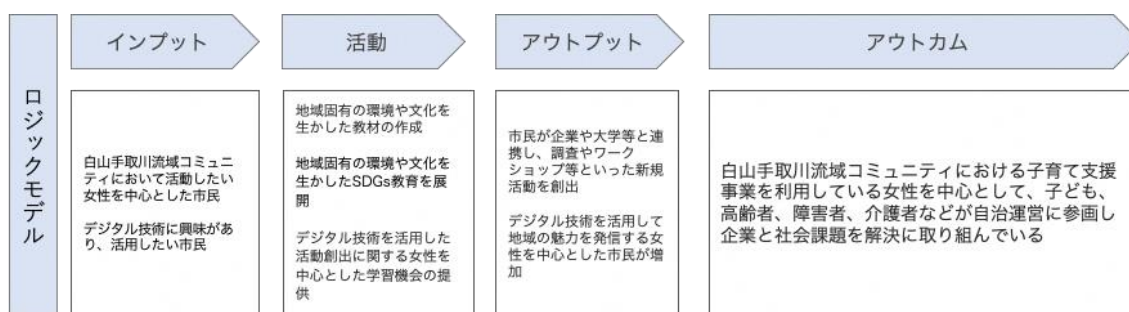 ロジックモデル
インプット
活動
アウトプット
アウトカム
白山手取川流域コミュニ
ティにおいて活動したい
女性を中心とした市民
デジタル技術に興味があ
り、活用したい市民
地域固有の環境や文化を
生かした教材の作成
地域固有の環境や文化を
生かしたSDGs教育を展
開
デジタル技術を活用した
活動創出に関する女性を
中心とした学習機会の提
供
市民が企業や大学等と連
携し、調査やワーク
ショップ等といった新規
活動を創出
デジタル技術を活用して
地域の魅力を発信する女
性を中心とした市民が増
加
白山手取川流域コミュニティにおける子育て支援
事業を利用している女性を中心として、子ども、
高齢者、障害者、介護者などが自治運営に参画し
企業と社会課題を解決に取り組んでいる